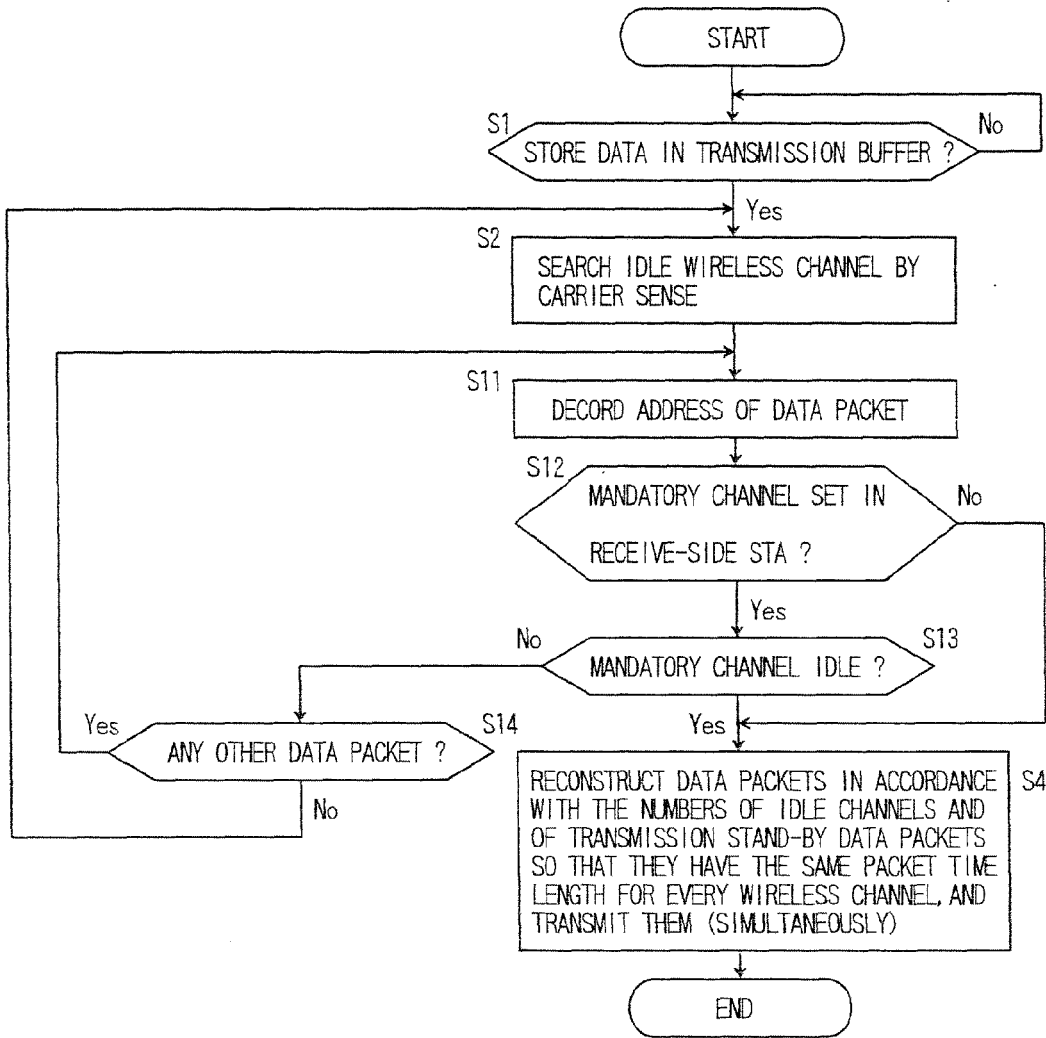 START
S1
No
STORE DATA IN TRANSMISSION BUFFER ?
Yes
S2
SEARCH IDLE WIRELESS CHANNEL BY
CARRIER SENSE
S11
DECORD ADDRESS OF DATA PACKET
S12
MANDATORY CHANNEL SET IN
No
RECEIVE-SIDE STA ?
Yes
No
S13
MANDATORY CHANNEL IDLE ?
Yes
Yes
S14
ANY OTHER DATA PACKET ?
No
RECONSTRUCT DATA PACKETS IN ACCORDANCE
S4
WITH THE NUMBERS OF IDLE CHANNELS AND
OF TRANSMISSION STAND-BY DATA PACKETS
SO THAT THEY HAVE THE SAME PACKET TIME
LENGTH FOR EVERY WIRELESS CHANNEL, AND
TRANSMIT THEM (SIMULTANEOUSLY)
END